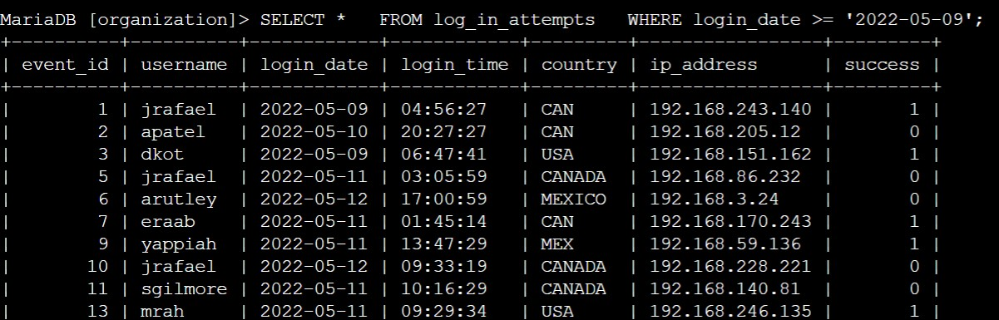 MariaDB [organization]> SELECT *   FROM log_in_attempts   WHERE login_date >= '2022-05-09';
+----------+----------+------------+------------+---------+-----------------+---------+
| event_id | username | login_date | login_time | country | ip_address      | success |
+----------+----------+------------+------------+---------+-----------------+---------+
|        1 | jrafael  | 2022-05-09 | 04:56:27   | CAN     | 192.168.243.140 |       1 |
|        2 | apatel   | 2022-05-10 | 20:27:27   | CAN     | 192.168.205.12  |       0 |
|        3 | dkot     | 2022-05-09 | 06:47:41   | USA     | 192.168.151.162 |       1 |
|        5 | jrafael  | 2022-05-11 | 03:05:59   | CANADA  | 192.168.86.232  |       0 |
|        6 | arutley  | 2022-05-12 | 17:00:59   | MEXICO  | 192.168.3.24    |       0 |
|        7 | eraab    | 2022-05-11 | 01:45:14   | CAN     | 192.168.170.243 |       1 |
|        9 | yappiah  | 2022-05-11 | 13:47:29   | MEX     | 192.168.59.136  |       1 |
|       10 | jrafael  | 2022-05-12 | 09:33:19   | CANADA  | 192.168.228.221 |       0 |
|       11 | sgilmore | 2022-05-11 | 10:16:29   | CANADA  | 192.168.140.81  |       0 |
|       13 | mrah     | 2022-05-11 | 09:29:34   | USA     | 192.168.246.135 |       1 |